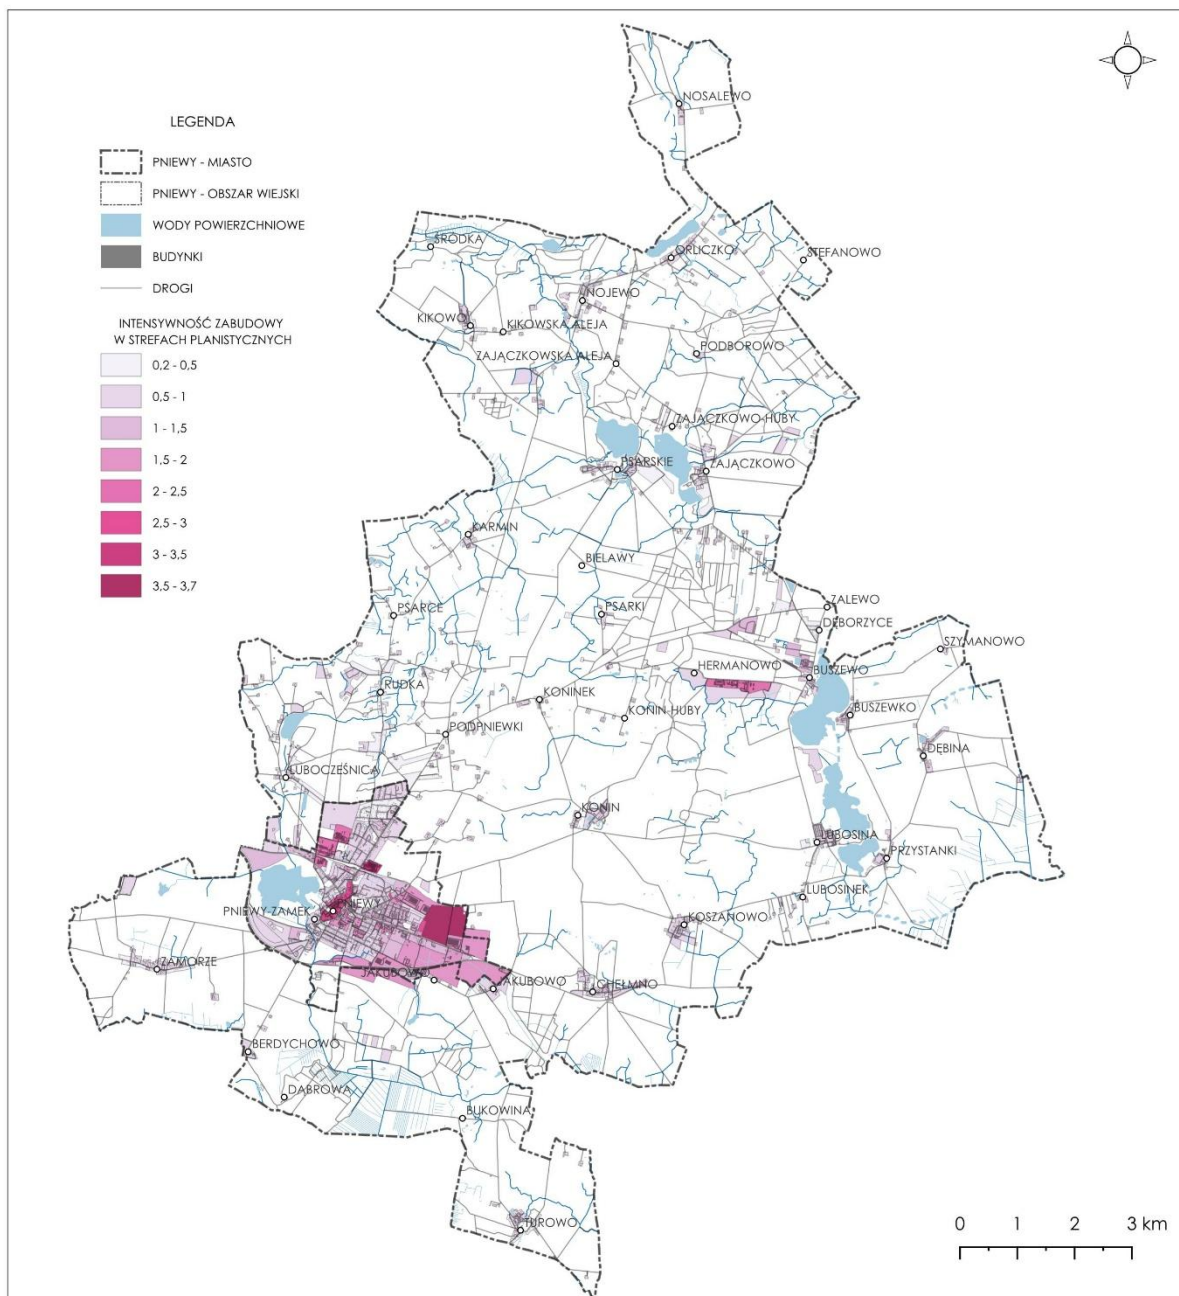 NOSALEWO
LEGENDA
PNIEWY - MIASTO
PNIEWY - OBSZAR WIEJSKI
WODY POWIERZCHNIOWE
BUDYNKI
DROGI
INTENSYWNOŚĆ ZABUDOWY
W STREFACH PLANISTYCZNYCH
0,2 - 0,5
0,5 - 1
1 - 1,5
1,5 - 2
2 - 2,5
2,5 - 3
3 - 3,5
3,5 - 3,7
ŚRÓDKA
ORLICZKO
STEFANOWO
NOJEWO
KIKOWO
KIKOWSKA ALEJA
ZAJĄCZKOWSKA ALEJA
PODBOROWO
ZAJĄCZKOWO-HUBY
PSARSKIE
ZAJĄCZKOWO
KARMIN
BIELAWY
PSARCE
PSARKI
ZALEWO
DĘBORZYCE
SZYMANOWO
HERMANOWO
BUSZEWO
RUDKA
KONINEK
KONIN-HUBY
BUSZEWKO
PODPNIEWKI
DĘBINA
LUBOCZEŚNICA
KONIN
LUBOSINA
PRZYSTANKI
LUBOSINEK
PNIEWY
PNIEWY-ZAMEK
KOSZANOWO
ZAMORZE
JAKUBOWO
JAKUBOWO
CHEŁMNO
BERDYCHOWO
DĄBROWA
BUKOWINA
TUROWO
0 1 2 3 km